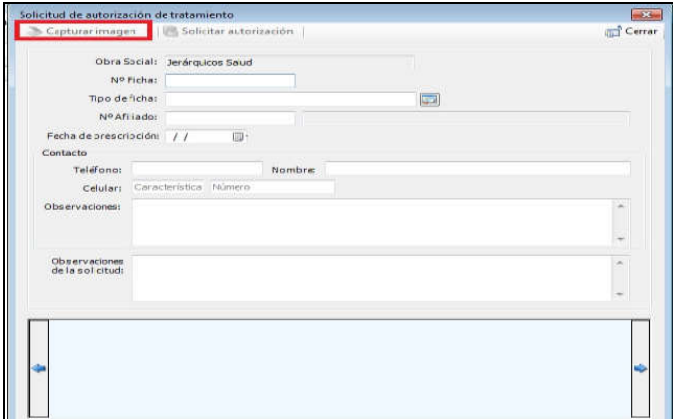 Solicitud de autorización de tratamiento
Capturar imagen | Solicitar autorización | Cerrar
Obra Social: Jerárquicos Salud
Nº Ficha:
Tipo de ficha:
Nº Afiliado:
Fecha de prescripción: / /
Contacto
Teléfono: Nombre:
Celular: Característica Número
Observaciones:
Observaciones
de la solicitud: